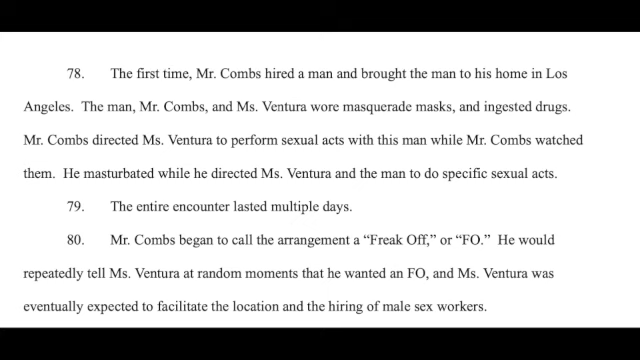 78. The first time, Mr. Combs hired a man and brought the man to his home in Los
Angeles. The man, Mr. Combs, and Ms. Ventura wore masquerade masks, and ingested drugs.
Mr. Combs directed Ms. Ventura to perform sexual acts with this man while Mr. Combs watched
them. He masturbated while he directed Ms. Ventura and the man to do specific sexual acts.
79. The entire encounter lasted multiple days.
80. Mr. Combs began to call the arrangement a “Freak Off,” or “FO.” He would
repeatedly tell Ms. Ventura at random moments that he wanted an FO, and Ms. Ventura was
eventually expected to facilitate the location and the hiring of male sex workers.